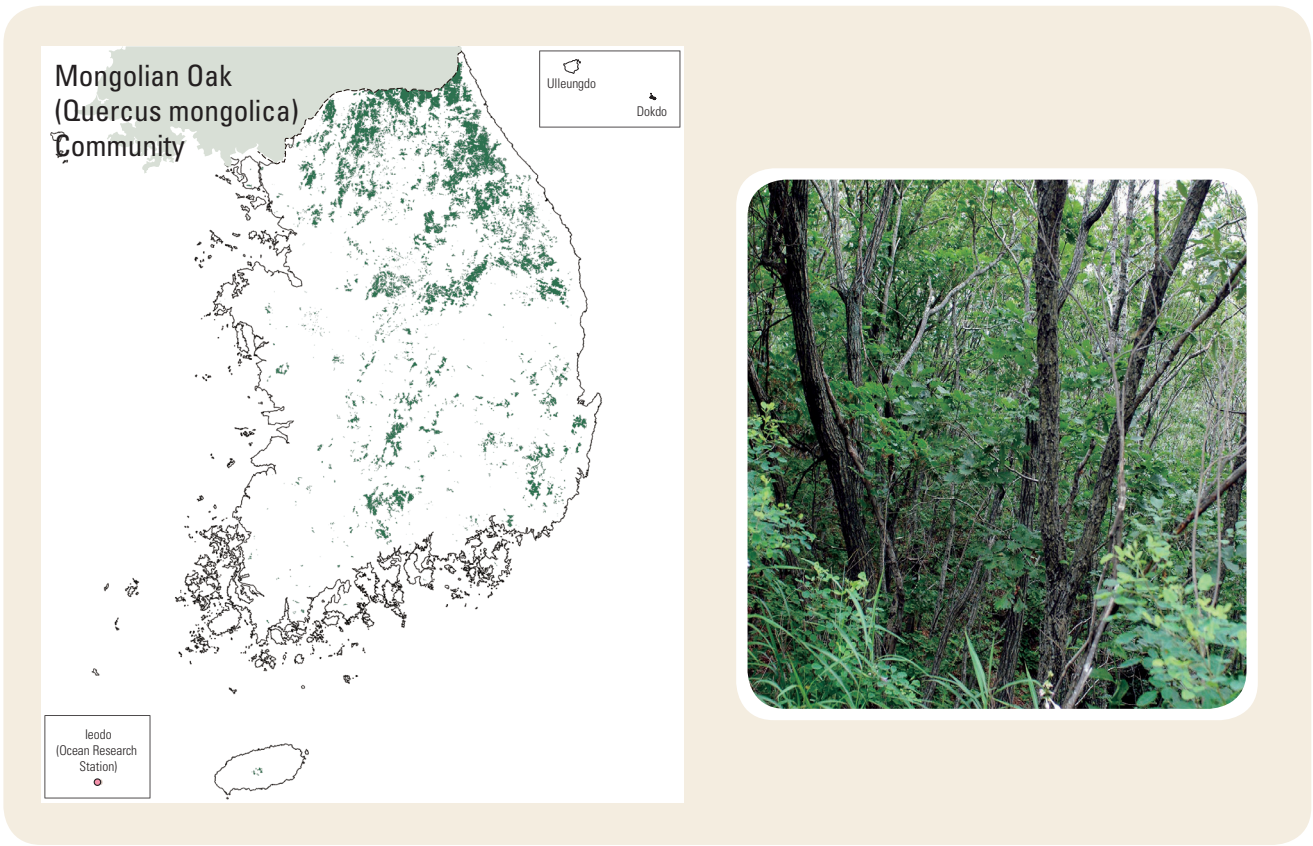 Mongolian Oak
(Quercus mongolica)
Community
Ulleungdo
Dokdo
Ieodo
(Ocean Research
Station)